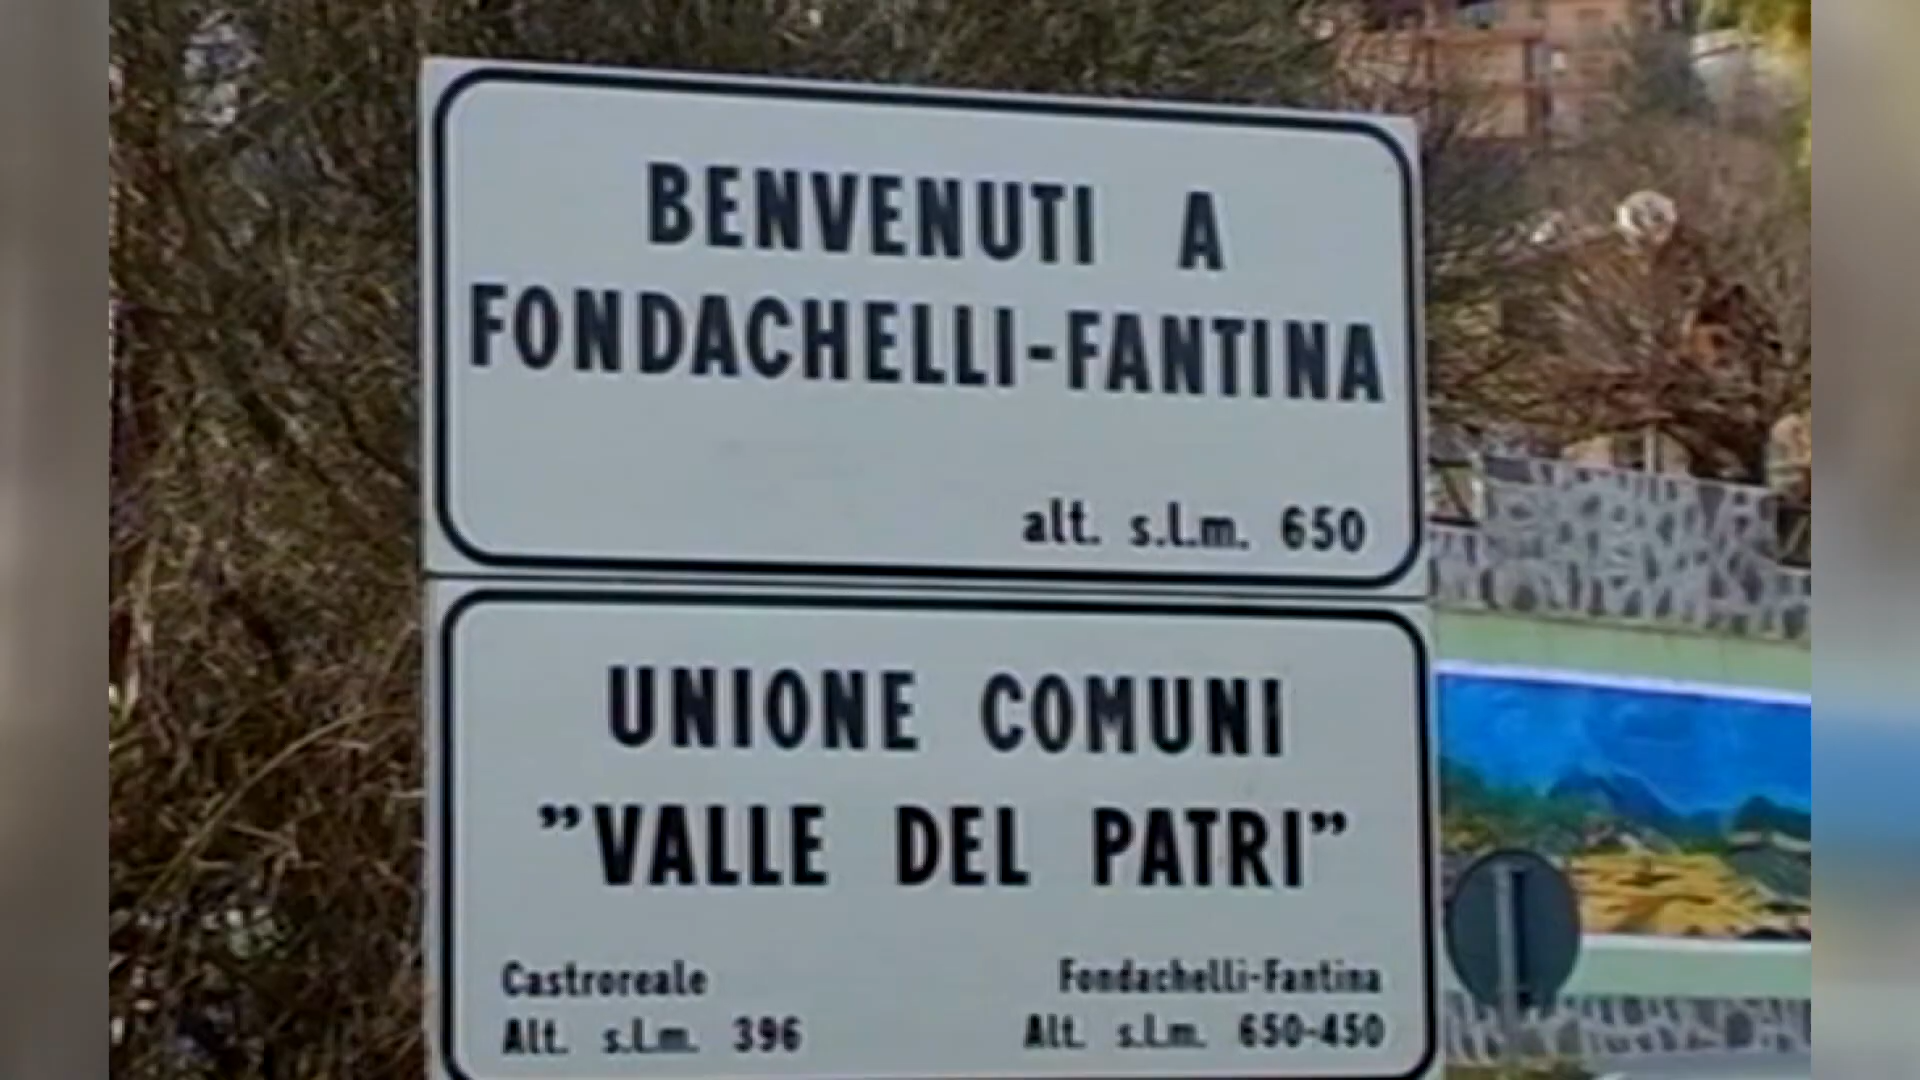 BENVENUTI A
FONDACHELLI-FANTINA
alt. s.l.m. 650
UNIONE COMUNI
”VALLE DEL PATRI”
Castroreale Fondachelli-Fantina
Alt. s.l.m. 396 Alt. s.l.m. 650-450